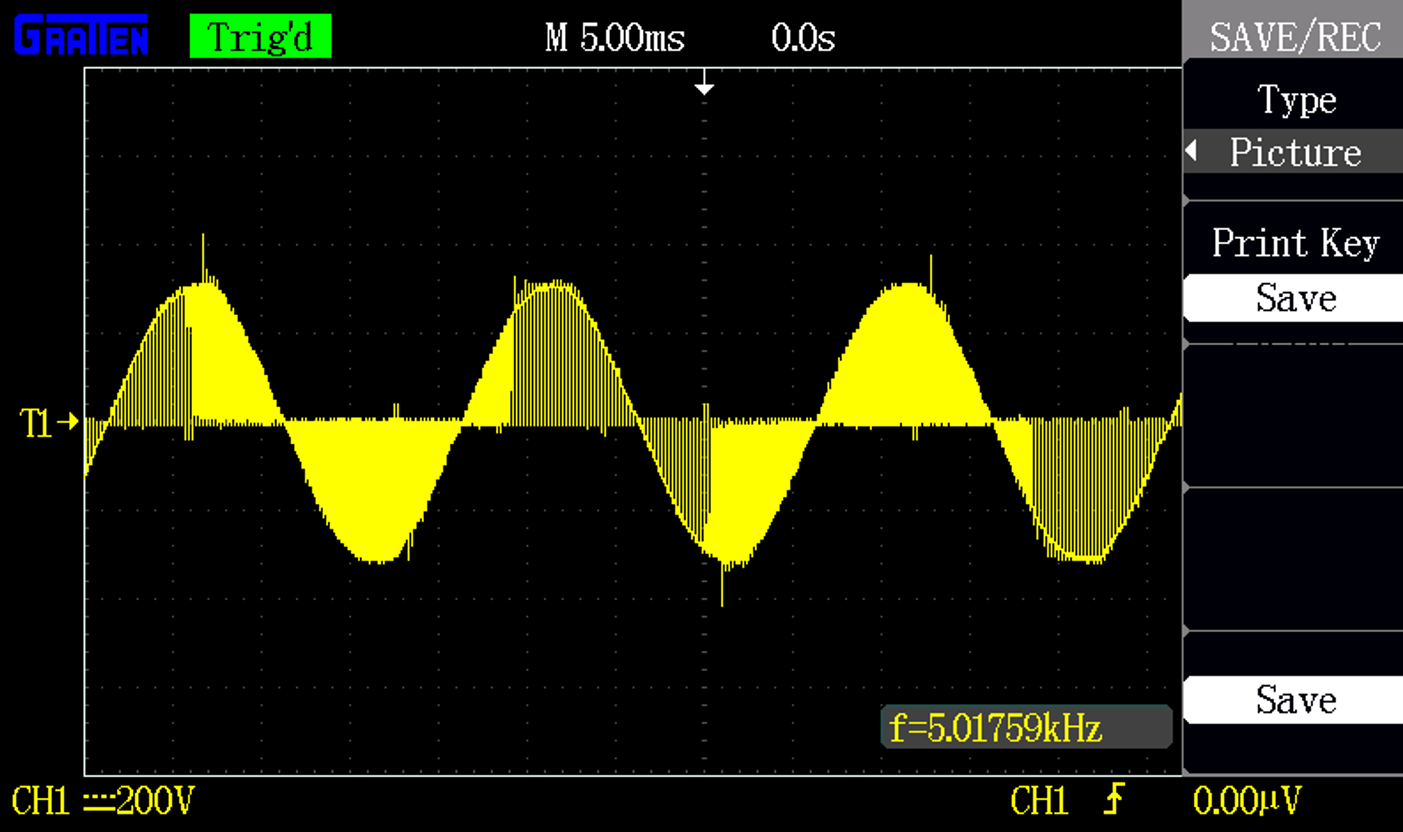 GRATTEN Trig'd M 5.00ms 0.0s SAVE/REC
Type
Picture
Print Key
Save
T1
Save
f=5.01759kHz
CH1 200V CH1 0.00µV